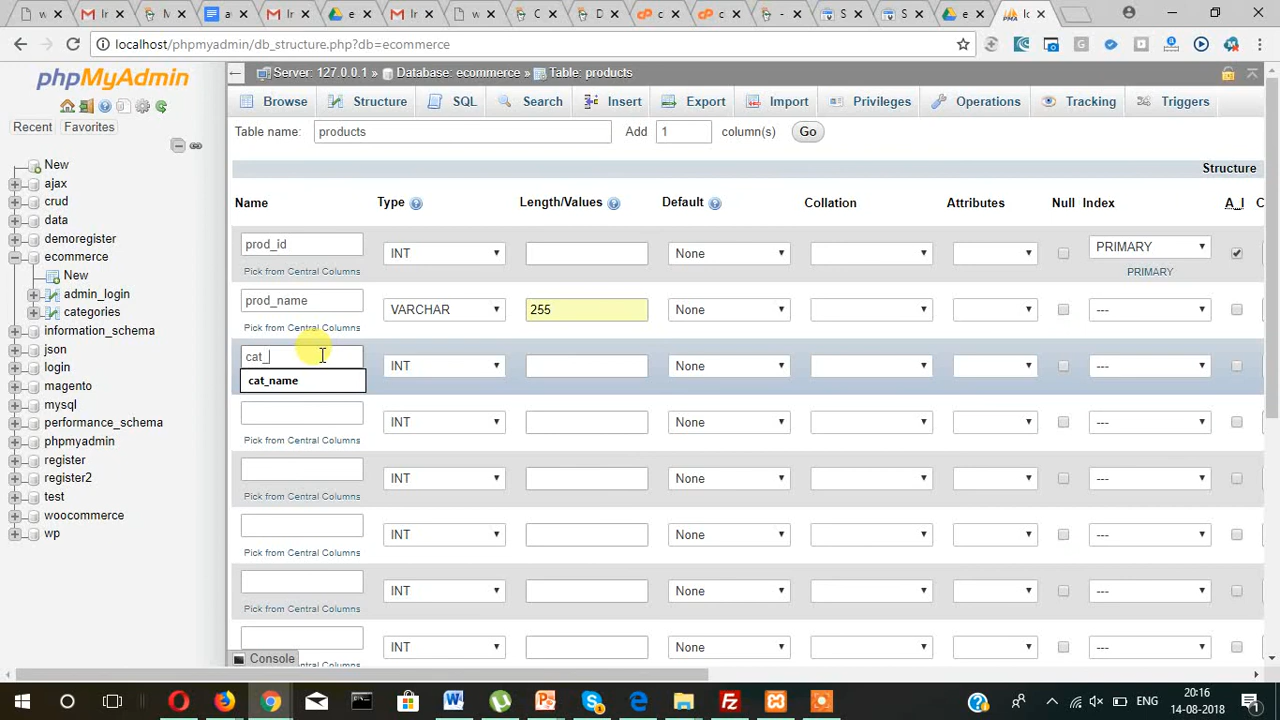 localhost/phpmyadmin/db_structure.php?db=ecommerce
phpMyAdmin
Recent
Favorites
New
ajax
crud
data
demoregister
ecommerce
New
admin_login
categories
information_schema
json
login
magento
mysql
performance_schema
phpmyadmin
register
register2
test
woocommerce
wp
Server: 127.0.0.1 » Database: ecommerce » Table: products
Browse Structure SQL Search Insert Export Import Privileges Operations Tracking Triggers
Table name: products Add 1 column(s) Go
Structure
Name Type Length/Values Default Collation Attributes Null Index A_I
prod_id INT None PRIMARY
Pick from Central Columns PRIMARY
prod_name VARCHAR 255 None ---
Pick from Central Columns
cat_ INT None ---
cat_name
INT None ---
Pick from Central Columns
INT None ---
Pick from Central Columns
INT None ---
Pick from Central Columns
INT None ---
Pick from Central Columns
INT None ---
Console
Central Columns
ENG
20:16
14-08-2018